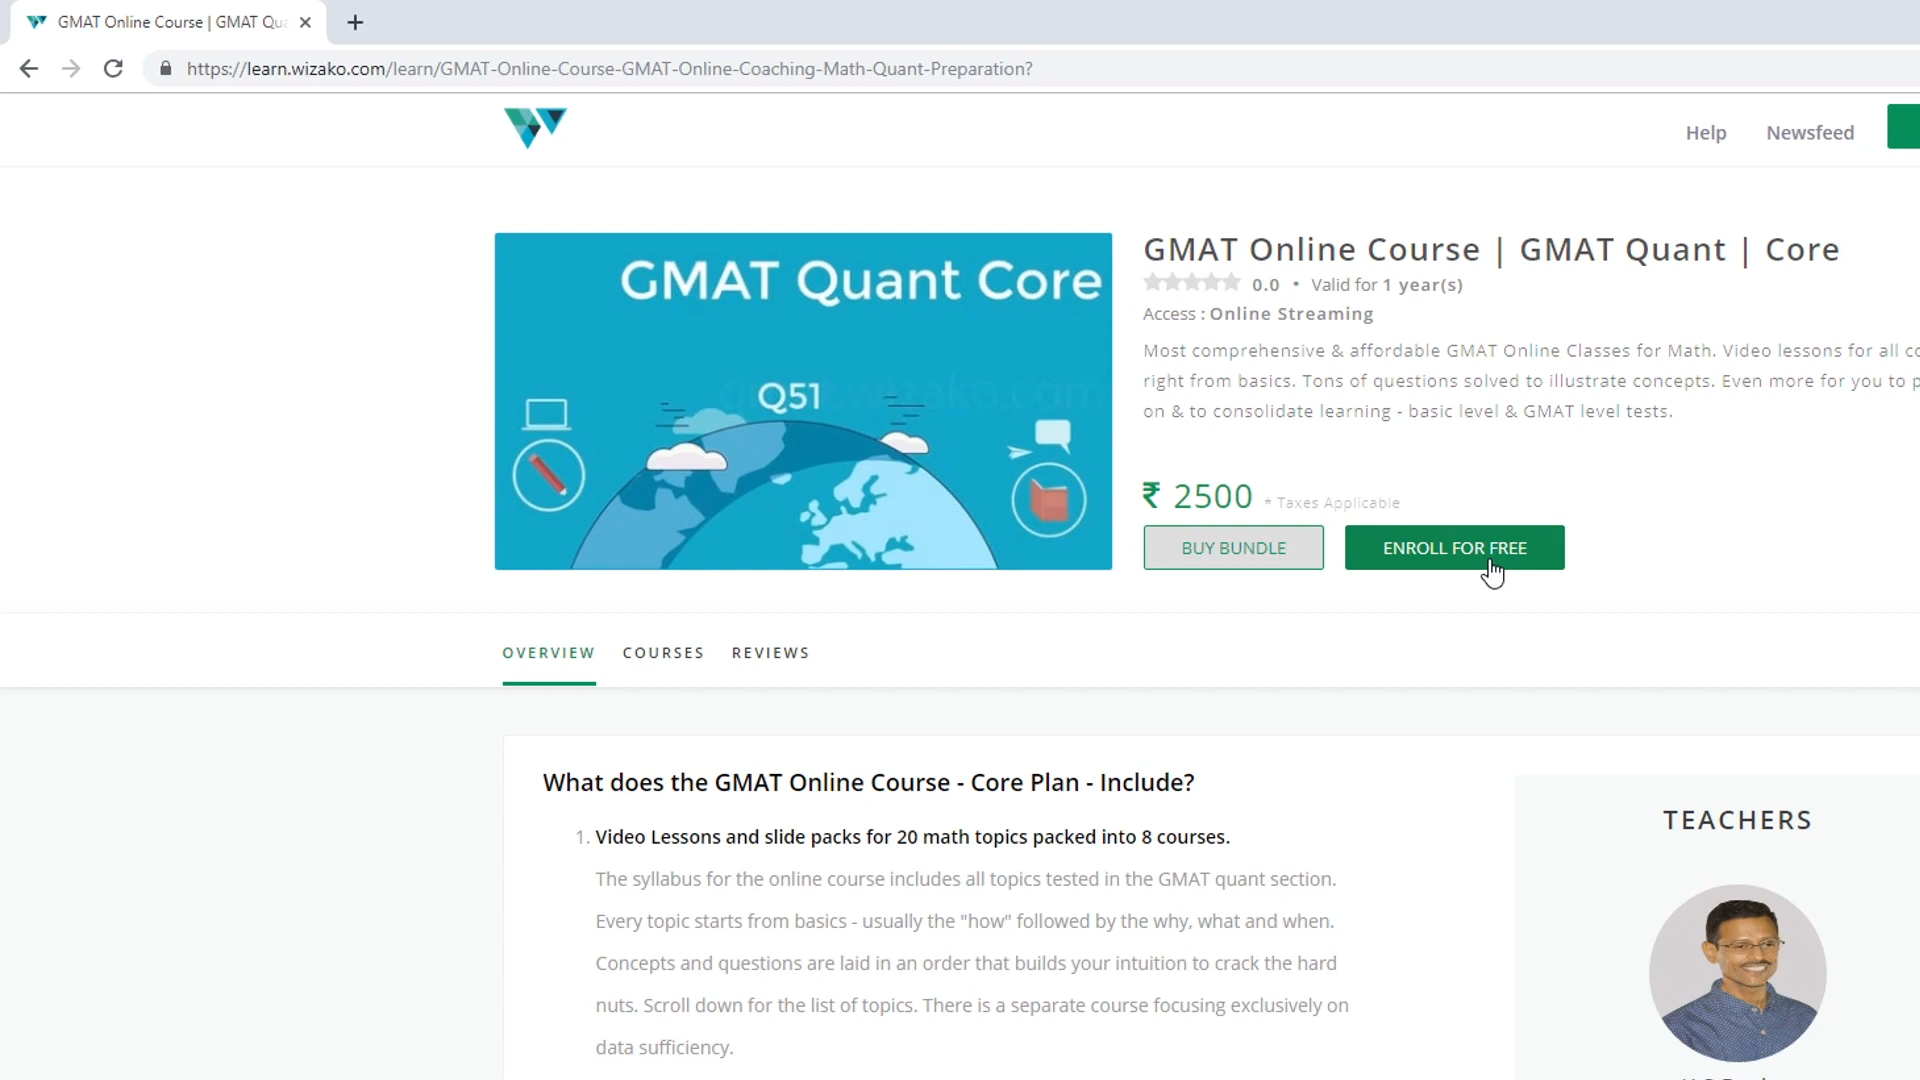 GMAT Online Course | GMAT Qua
https://learn.wizako.com/learn/GMAT-Online-Course-GMAT-Online-Coaching-Math-Quant-Preparation?
Help Newsfeed
GMAT Quant Core
Q51
GMAT Online Course | GMAT Quant | Core
0.0 • Valid for 1 year(s)
Access : Online Streaming
Most comprehensive & affordable GMAT Online Classes for Math. Video lessons for all
right from basics. Tons of questions solved to illustrate concepts. Even more for you to
on & to consolidate learning - basic level & GMAT level tests.
₹ 2500 * Taxes Applicable
BUY BUNDLE ENROLL FOR FREE
OVERVIEW COURSES REVIEWS
What does the GMAT Online Course - Core Plan - Include?
1. Video Lessons and slide packs for 20 math topics packed into 8 courses.
The syllabus for the online course includes all topics tested in the GMAT quant section.
Every topic starts from basics - usually the "how" followed by the why, what and when.
Concepts and questions are laid in an order that builds your intuition to crack the hard
nuts. Scroll down for the list of topics. There is a separate course focusing exclusively on
data sufficiency.
TEACHERS